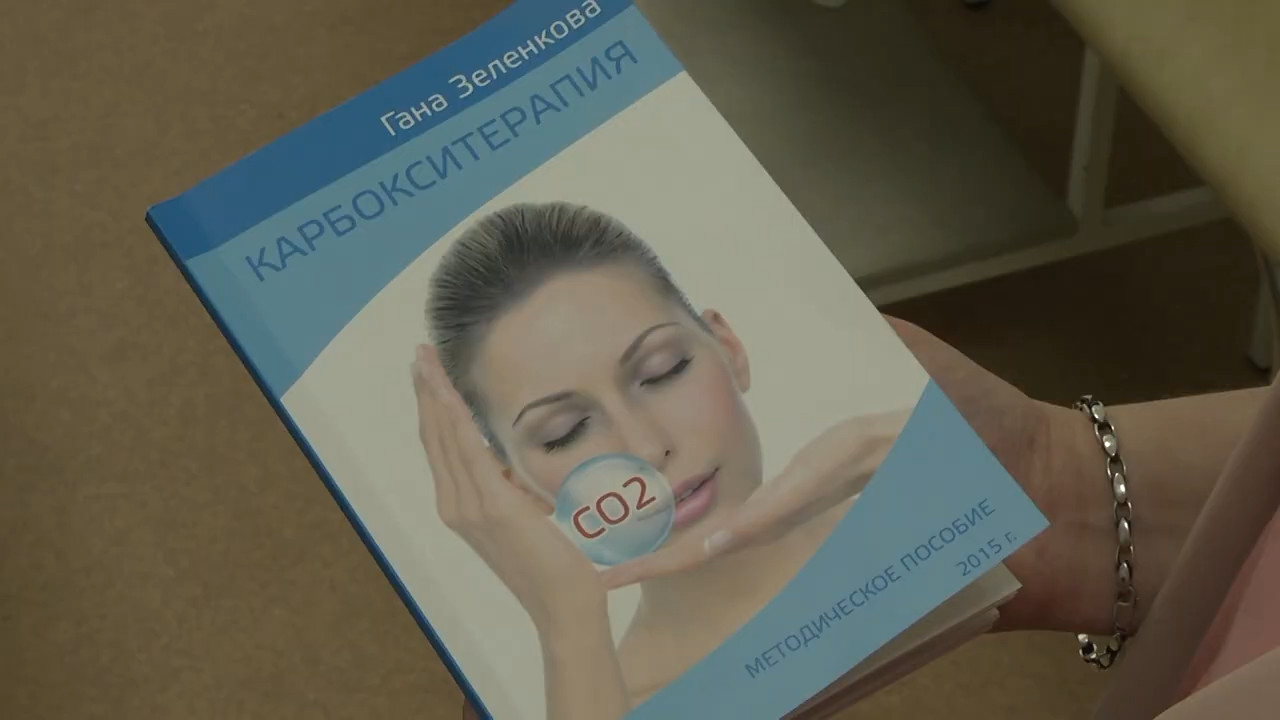 Гана Зеленкова
КАРБОКСИТЕРАПИЯ
CO2
МЕТОДИЧЕСКОЕ ПОСОБИЕ
2015 г.